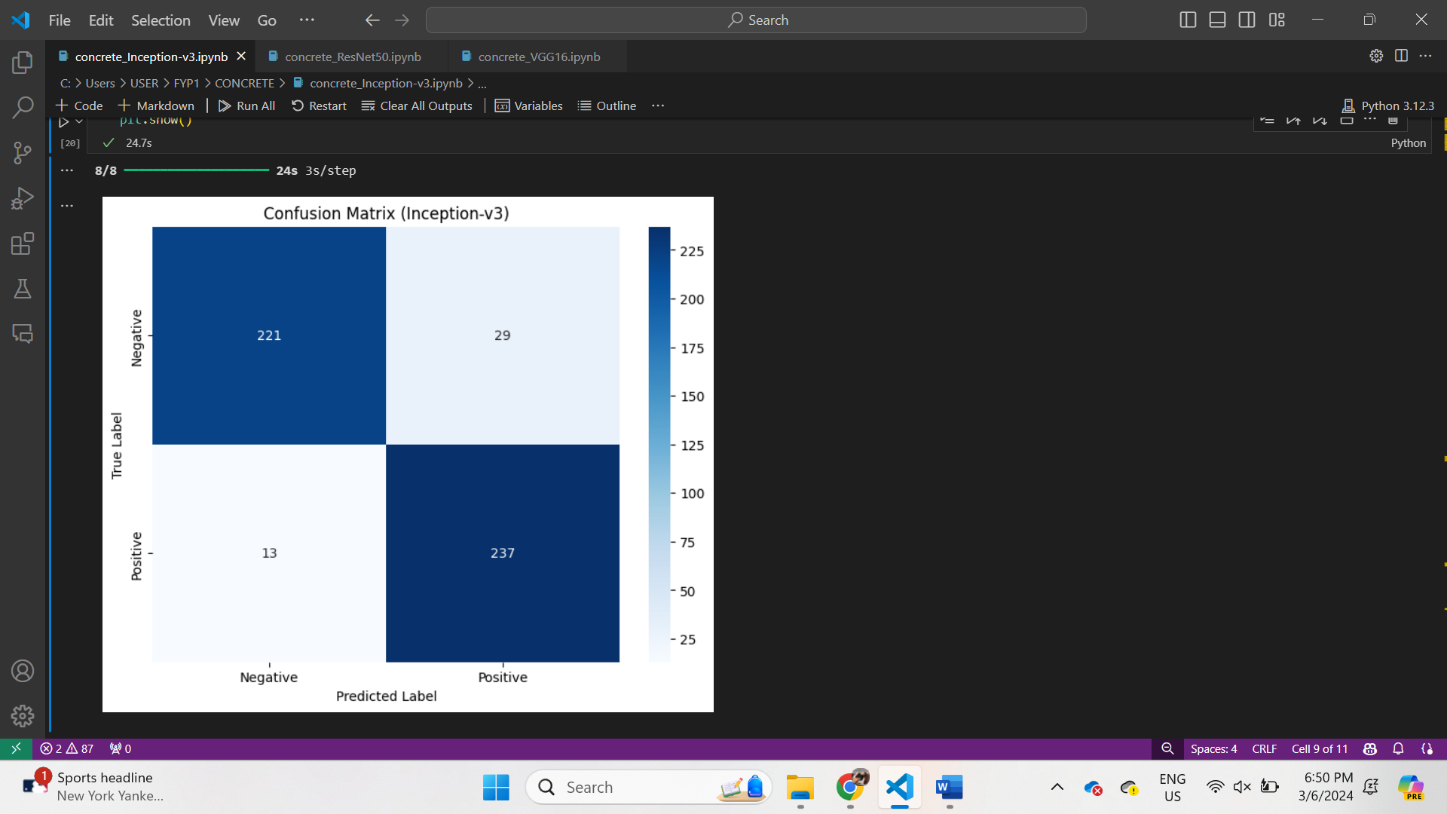 File Edit Selection View Go ··· Search
concrete_Inception-v3.ipynb concrete_ResNet50.ipynb concrete_VGG16.ipynb
C: > Users > USER > FYP1 > CONCRETE > concrete_Inception-v3.ipynb > ...
+ Code + Markdown Run All Restart Clear All Outputs Variables Outline ··· Python 3.12.3
plt.show()
[20] 24.7s Python
8/8 24s 3s/step
Confusion Matrix (Inception-v3)
225
200
175
150
125
100
75
50
25
Negative
221 29
True Label
Positive
13 237
Negative Positive
Predicted Label
2 87 0 Spaces: 4 CRLF Cell 9 of 11
1
Sports headline
New York Yanke...
Search
ENG
US
6:50 PM
3/6/2024
PRE